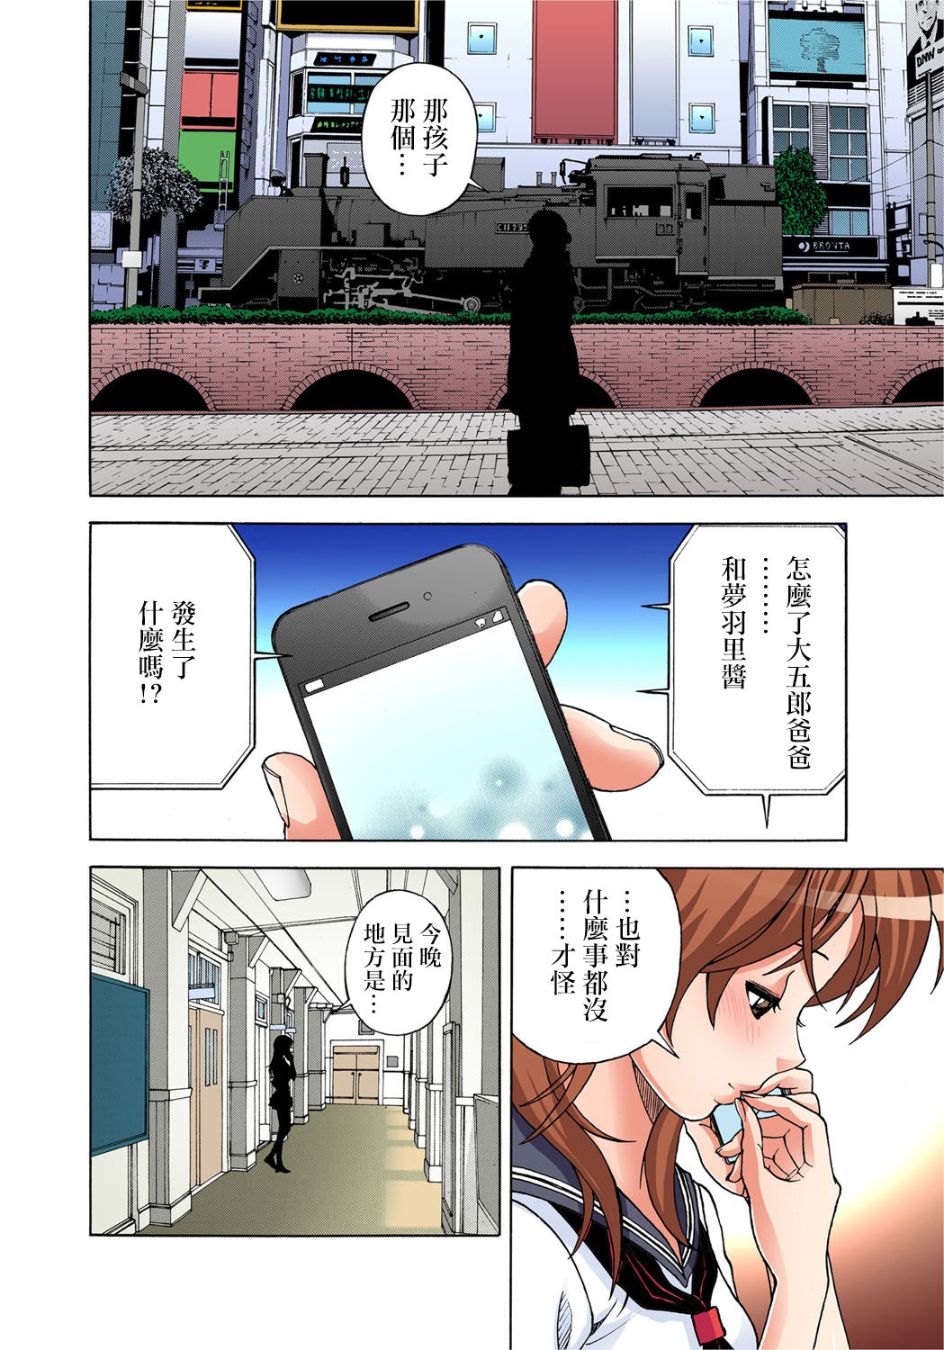 那孩子
那個…
C11292
BROVTA
怎麼了大五郎爸爸
………
和夢羽里醬
發生了
什麼嗎!?
…也對
什麼事都沒
……才怪
今晚
見面的
地方是…